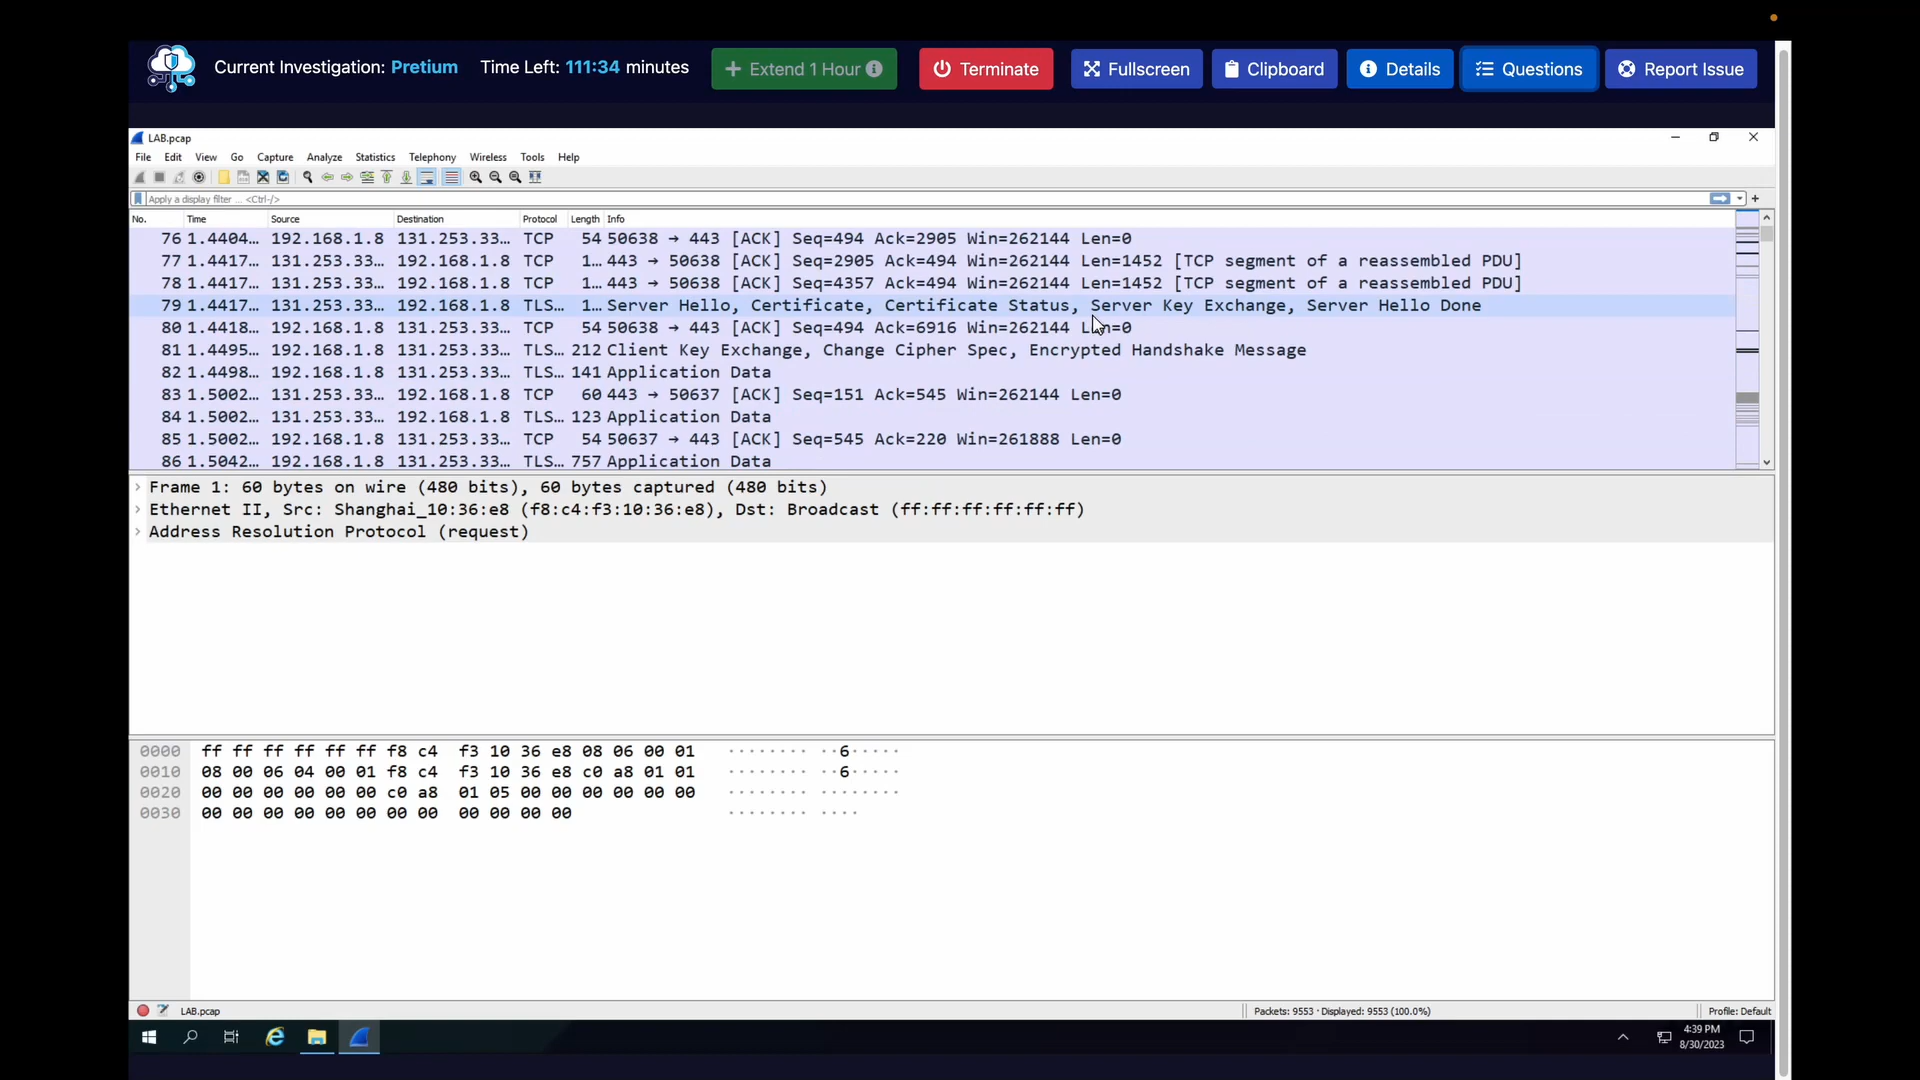 Current Investigation: Pretium Time Left: 111:34 minutes + Extend 1 Hour Terminate Fullscreen Clipboard Details Questions Report Issue
LAB.pcap
File Edit View Go Capture Analyze Statistics Telephony Wireless Tools Help
Apply a display filter ... <Ctrl-/>
No. Time Source Destination Protocol Length Info
76 1.4404… 192.168.1.8 131.253.33… TCP 54 50638 → 443 [ACK] Seq=494 Ack=2905 Win=262144 Len=0
77 1.4417… 131.253.33… 192.168.1.8 TCP 1… 443 → 50638 [ACK] Seq=2905 Ack=494 Win=262144 Len=1452 [TCP segment of a reassembled PDU]
78 1.4417… 131.253.33… 192.168.1.8 TCP 1… 443 → 50638 [ACK] Seq=4357 Ack=494 Win=262144 Len=1452 [TCP segment of a reassembled PDU]
79 1.4417… 131.253.33… 192.168.1.8 TLS… 1… Server Hello, Certificate, Certificate Status, Server Key Exchange, Server Hello Done
80 1.4418… 192.168.1.8 131.253.33… TCP 54 50638 → 443 [ACK] Seq=494 Ack=6916 Win=262144 Len=0
81 1.4495… 192.168.1.8 131.253.33… TLS… 212 Client Key Exchange, Change Cipher Spec, Encrypted Handshake Message
82 1.4498… 192.168.1.8 131.253.33… TLS… 141 Application Data
83 1.5002… 131.253.33… 192.168.1.8 TCP 60 443 → 50637 [ACK] Seq=151 Ack=545 Win=262144 Len=0
84 1.5002… 131.253.33… 192.168.1.8 TLS… 123 Application Data
85 1.5002… 192.168.1.8 131.253.33… TCP 54 50637 → 443 [ACK] Seq=545 Ack=220 Win=261888 Len=0
86 1.5042… 192.168.1.8 131.253.33… TLS… 757 Application Data
Frame 1: 60 bytes on wire (480 bits), 60 bytes captured (480 bits)
Ethernet II, Src: Shanghai_10:36:e8 (f8:c4:f3:10:36:e8), Dst: Broadcast (ff:ff:ff:ff:ff:ff)
Address Resolution Protocol (request)
0000 ff ff ff ff ff ff f8 c4 f3 10 36 e8 08 06 00 01 ········ ··6·····
0010 08 00 06 04 00 01 f8 c4 f3 10 36 e8 c0 a8 01 01 ········ ··6·····
0020 00 00 00 00 00 00 c0 a8 01 05 00 00 00 00 00 00 ········ ········
0030 00 00 00 00 00 00 00 00 00 00 00 00 ········ ····
LAB.pcap Packets: 9553 · Displayed: 9553 (100.0%) Profile: Default
4:39 PM
8/30/2023